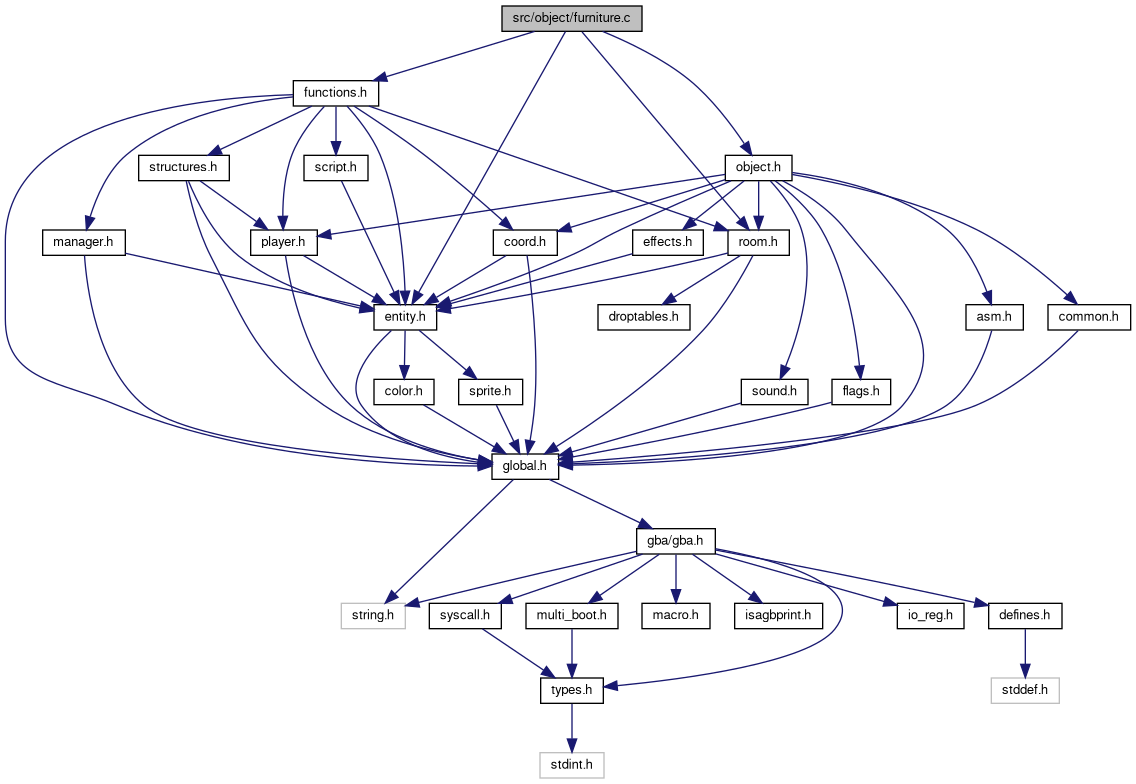 src/object/furniture.c
functions.h
structures.h
script.h
object.h
manager.h
player.h
coord.h
effects.h
room.h
entity.h
droptables.h
asm.h
common.h
color.h
sprite.h
sound.h
flags.h
global.h
gba/gba.h
string.h
syscall.h
multi_boot.h
macro.h
isagbprint.h
io_reg.h
defines.h
types.h
stddef.h
stdint.h